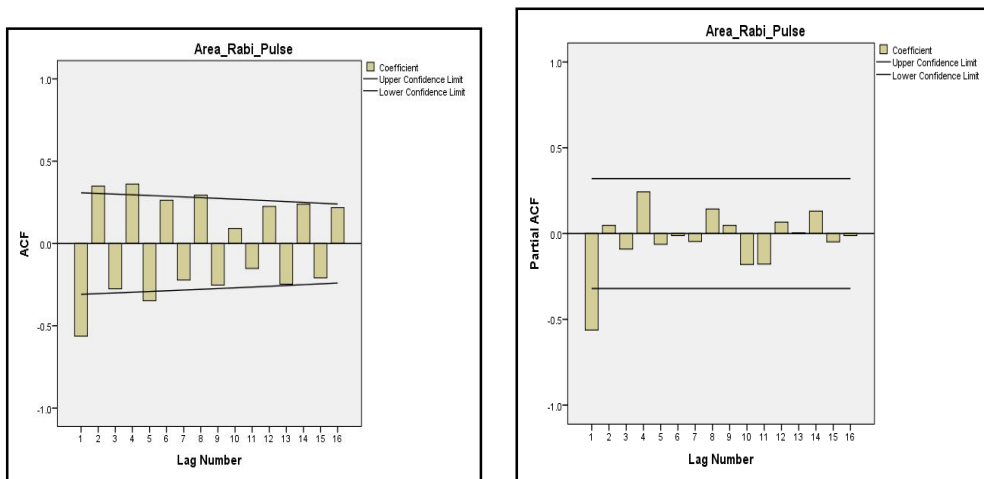 Area_Rabi_Pulse
Coefficient
Upper Confidence Limit
Lower Confidence Limit
1.0
0.5
0.0
-0.5
-1.0
ACF
1 2 3 4 5 6 7 8 9 10 11 12 13 14 15 16
Lag Number
Area_Rabi_Pulse
Coefficient
Upper Confidence Limit
Lower Confidence Limit
1.0
0.5
0.0
-0.5
-1.0
Partial ACF
1 2 3 4 5 6 7 8 9 10 11 12 13 14 15 16
Lag Number